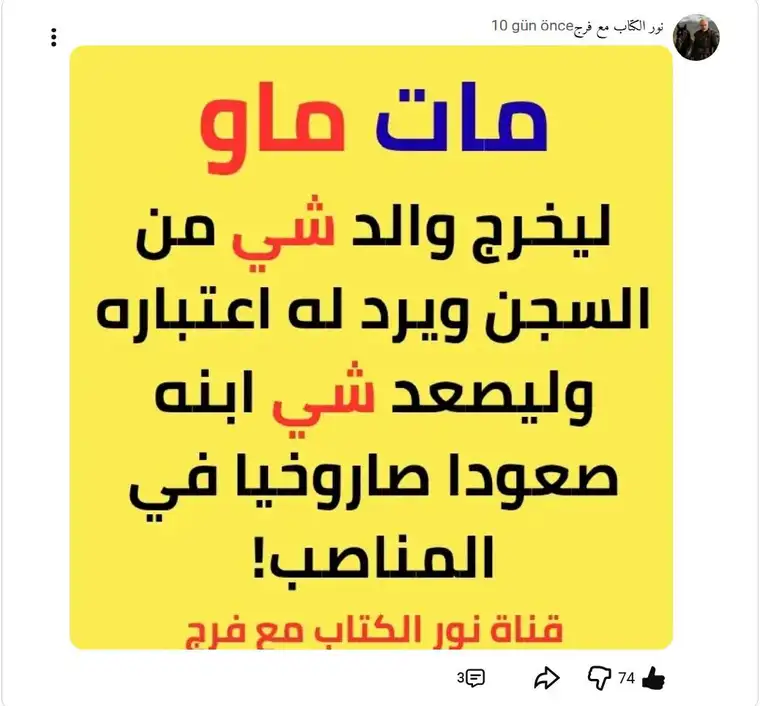 نور الكتاب مع فرج
10 gün önce
مات ماو
ليخرج والد شي من
السجن ويرد له اعتباره
وليصعد شي ابنه
صعودا صاروخيا في
المناصب!
قناة نور الكتاب مع فرج
74
3